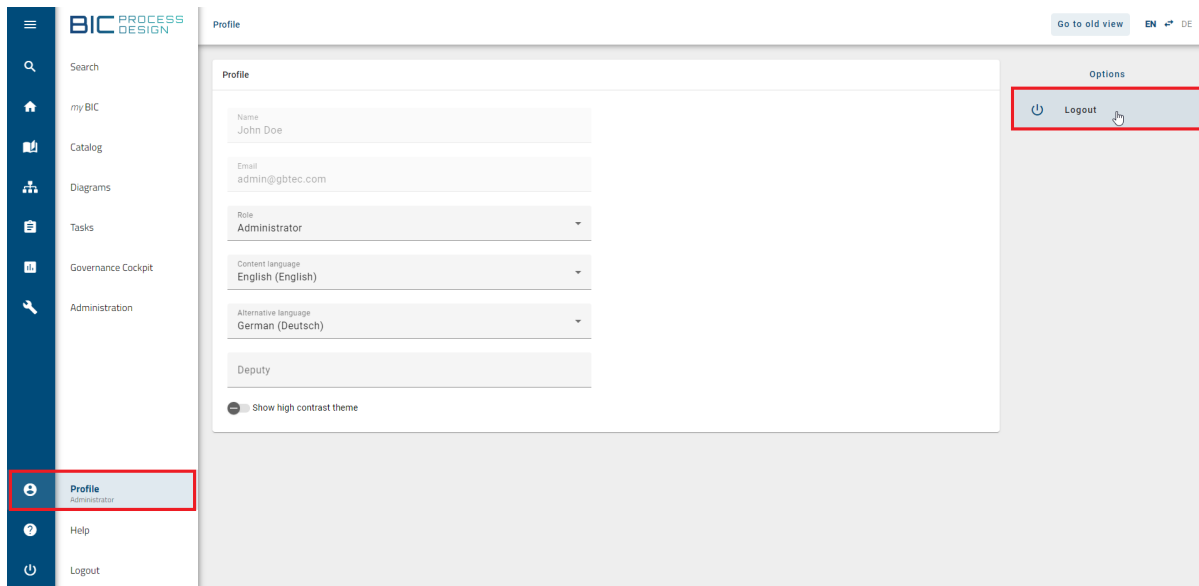 BIC PROCESS DESIGN
Search
my BIC
Catalog
Diagrams
Tasks
Governance Cockpit
Administration
Profile
Administrator
Help
Logout
Profile
Go to old view
EN
DE
Profile
Name
John Doe
Email
admin@gbtec.com
Role
Administrator
Content language
English (English)
Alternative language
German (Deutsch)
Deputy
Show high contrast theme
Options
Logout